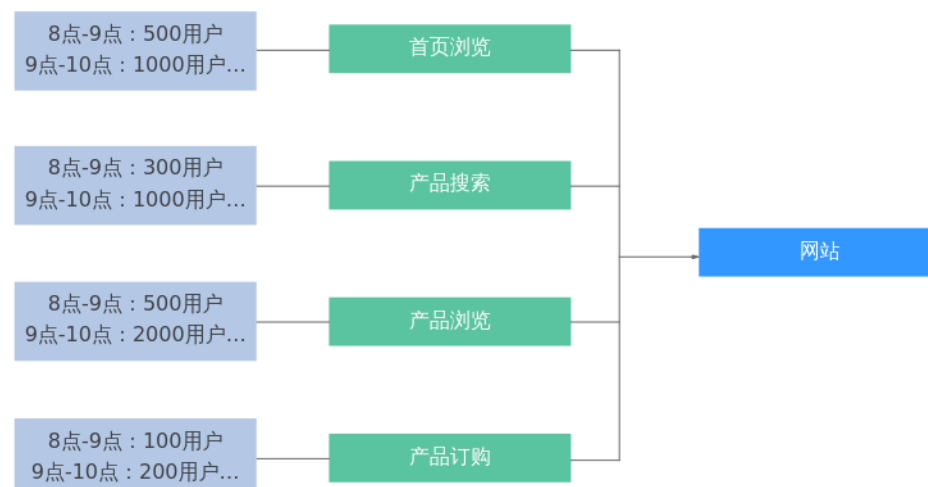 8点-9点：500用户
9点-10点：1000用户...
首页浏览
8点-9点：300用户
9点-10点：1000用户...
产品搜索
网站
8点-9点：500用户
9点-10点：2000用户...
产品浏览
8点-9点：100用户
9点-10点：200用户...
产品订购